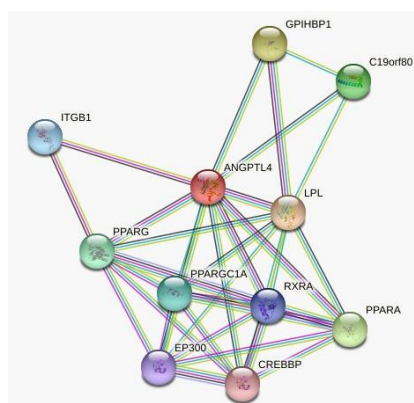 GPIHBP1
C19orf80
ITGB1
ANGPTL4
LPL
PPARG
PPARGC1A
RXRA
PPARA
EP300
CREBBP